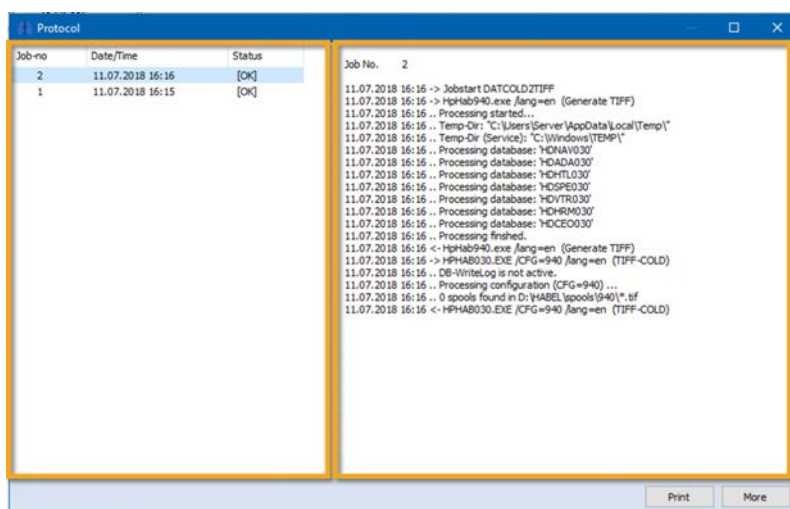 Protocol
Job-no Date/Time Status
2 11.07.2018 16:16 [OK]
1 11.07.2018 16:15 [OK]
Job No. 2
11.07.2018 16:16 -> Jobstart DATCOLD2TIFF
11.07.2018 16:16 -> HpHab940.exe /lang=en (Generate TIFF)
11.07.2018 16:16 .. Processing started...
11.07.2018 16:16 .. Temp-Dir: "C:\Users\Server\AppData\Local\Temp\"
11.07.2018 16:16 .. Temp-Dir (Service): "C:\Windows\TEMP\"
11.07.2018 16:16 .. Processing database: 'HDNAV030'
11.07.2018 16:16 .. Processing database: 'HDADA030'
11.07.2018 16:16 .. Processing database: 'HDHTL030'
11.07.2018 16:16 .. Processing database: 'HDSPE030'
11.07.2018 16:16 .. Processing database: 'HDVTR030'
11.07.2018 16:16 .. Processing database: 'HDHRM030'
11.07.2018 16:16 .. Processing database: 'HDCEO030'
11.07.2018 16:16 .. Processing finshed.
11.07.2018 16:16 <- HpHab940.exe /lang=en (Generate TIFF)
11.07.2018 16:16 -> HPHAB030.EXE /CFG=940 /lang=en (TIFF-COLD)
11.07.2018 16:16 .. DB-WriteLog is not active.
11.07.2018 16:16 .. Processing configuration (CFG=940) ...
11.07.2018 16:16 .. 0 spools found in D:\HABEL\spools\940\*.tif
11.07.2018 16:16 <- HPHAB030.EXE /CFG=940 /lang=en (TIFF-COLD)
Print More